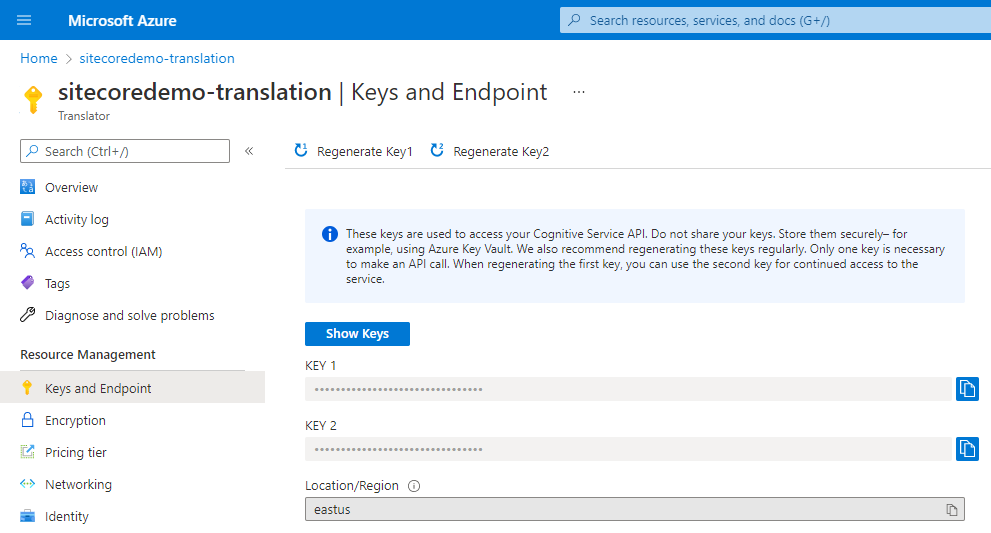 Microsoft Azure
Search resources, services, and docs (G+/)
Home > sitecoredemo-translation
sitecoredemo-translation | Keys and Endpoint ...
Translator
Search (Ctrl+/)
«
Overview
Activity log
Access control (IAM)
Tags
Diagnose and solve problems
Resource Management
Keys and Endpoint
Encryption
Pricing tier
Networking
Identity
Regenerate Key1
Regenerate Key2
These keys are used to access your Cognitive Service API. Do not share your keys. Store them securely– for
example, using Azure Key Vault. We also recommend regenerating these keys regularly. Only one key is necessary
to make an API call. When regenerating the first key, you can use the second key for continued access to the
service.
Show Keys
KEY 1
••••••••••••••••••••••••••••••••
KEY 2
••••••••••••••••••••••••••••••••
Location/Region
eastus